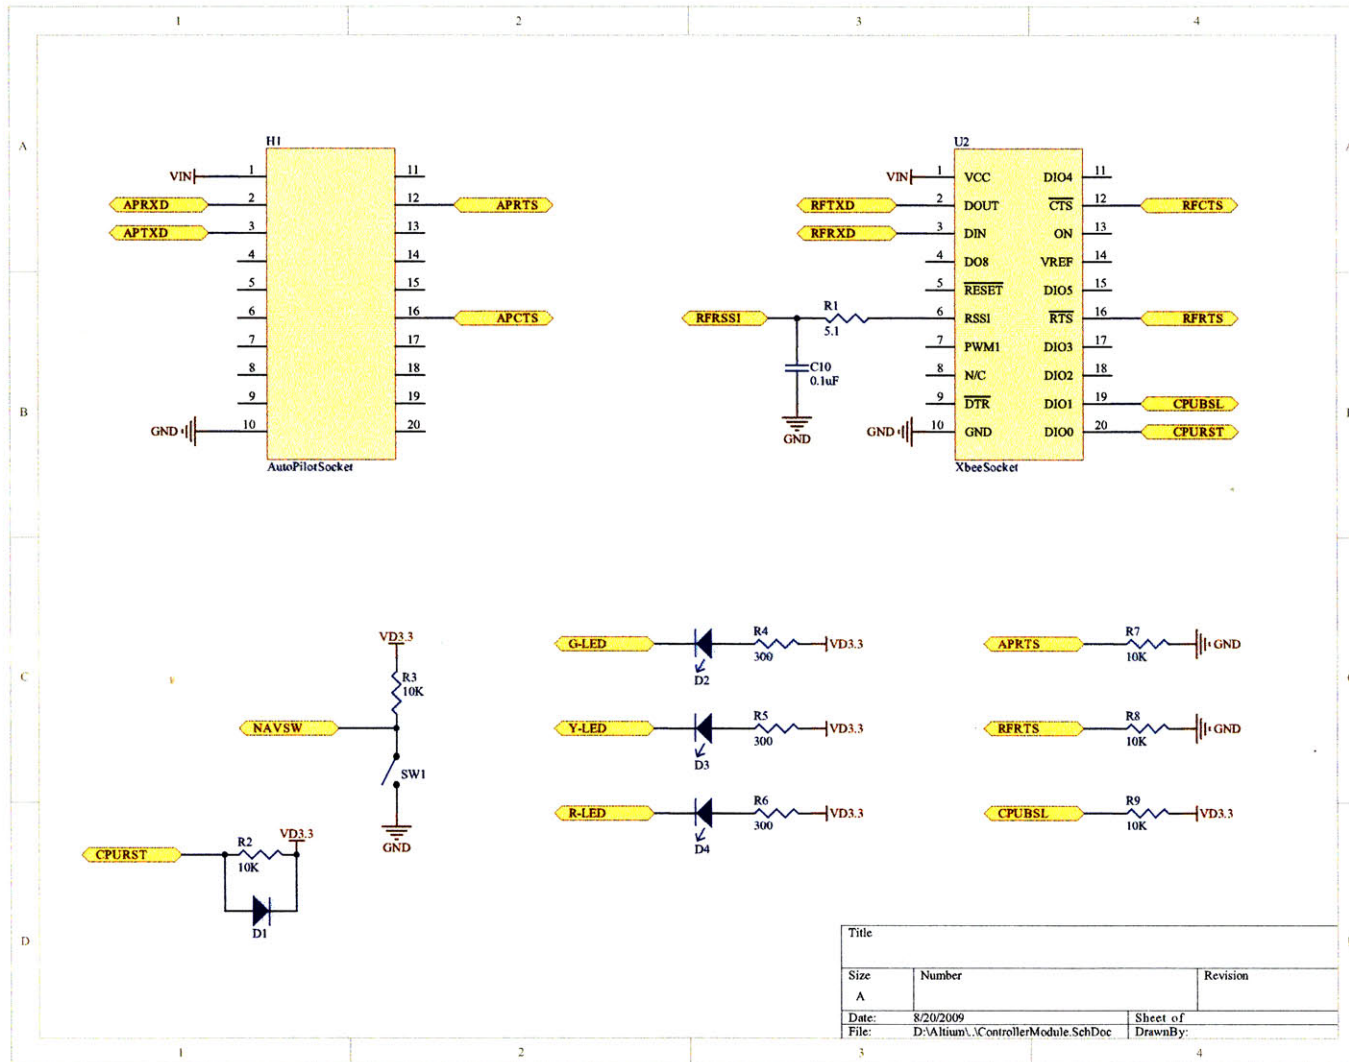 1 2 3 4
A
B
C
D
H1
VIN 1 11
APRXD 2 12 APRTS
APTXD 3 13
4 14
5 15
6 16 APCTS
7 17
8 18
9 19
GND 10 20
AutoPilotSocket
U2
VIN 1 VCC DIO4 11
RFTXD 2 DOUT CTS 12 RFCTS
RFRXD 3 DIN ON 13
4 DO8 VREF 14
5 RESET DIO5 15
RFRSSI R1 6 RSSI RTS 16 RFRTS
5.1
7 PWM1 DIO3 17
C10 8 N/C DIO2 18
0.1uF
9 DTR DIO1 19 CPUBSL
GND 10 GND DIO0 20 CPURST
GND
XbeeSocket
VD3.3
R3
10K
NAVSW
SW1
GND
CPURST
R2
10K
VD3.3
D1
G-LED R4 VD3.3
300
D2
Y-LED R5 VD3.3
300
D3
R-LED R6 VD3.3
300
D4
APRTS R7 GND
10K
RFRTS R8 GND
10K
CPUBSL R9 VD3.3
10K
Title
Size Number Revision
A
Date: 8/20/2009 Sheet of
File: D:\Altium\..\ControllerModule.SchDoc DrawnBy:
1 2 3 4